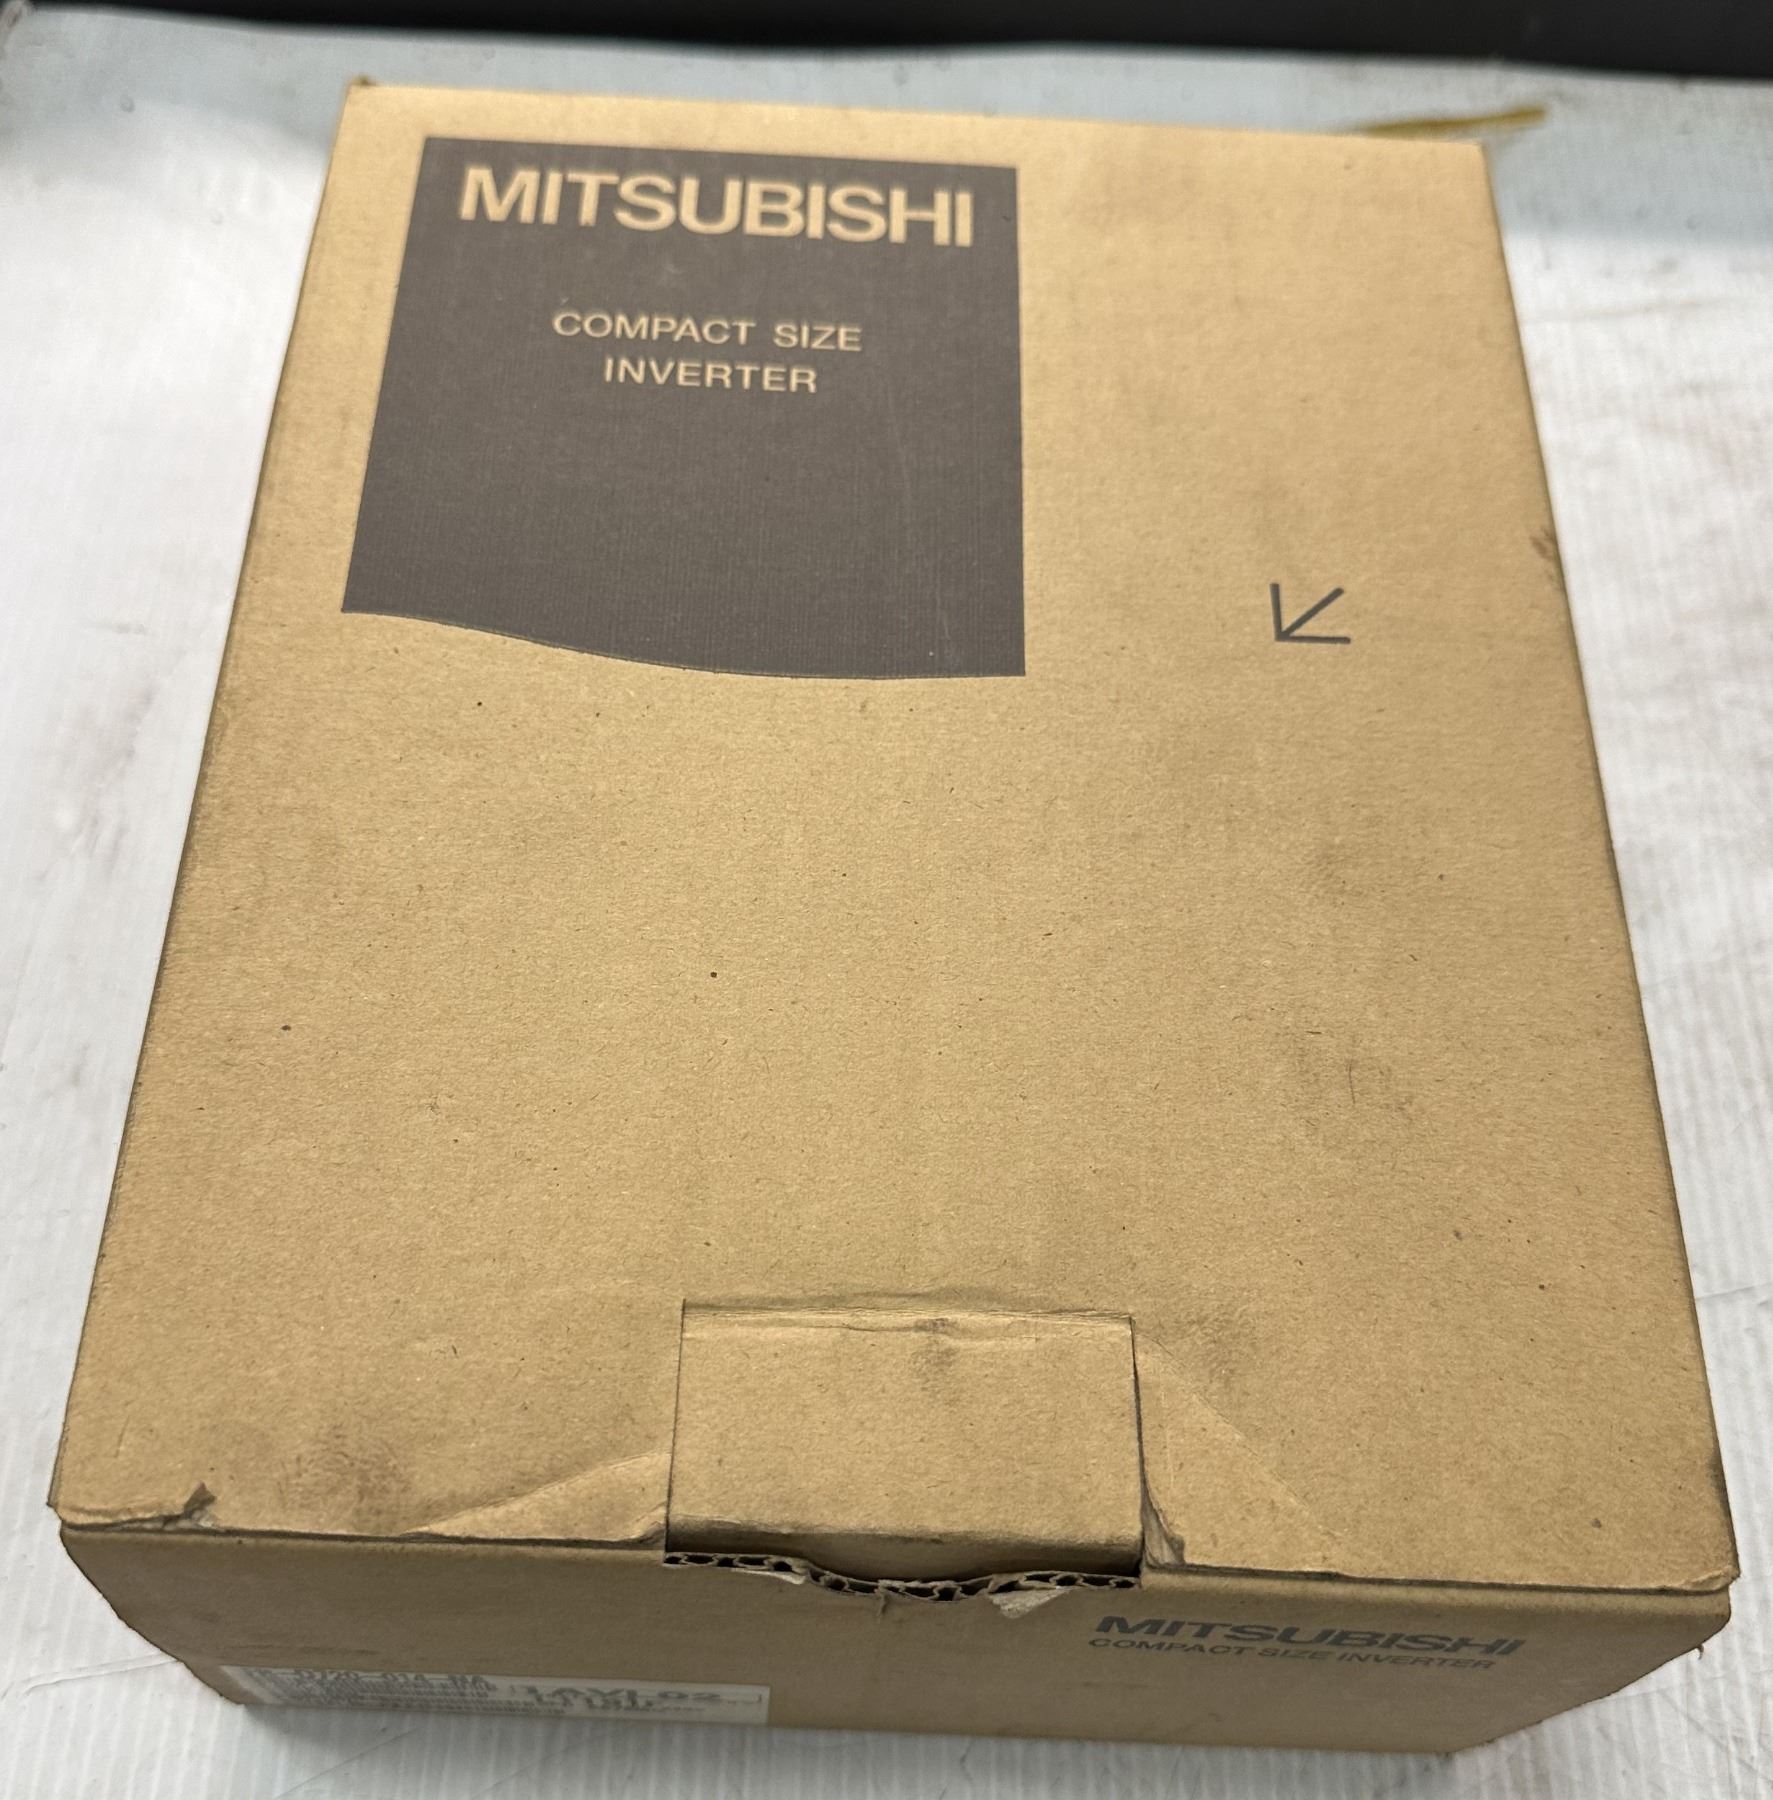 MITSUBISHI
COMPACT SIZE
INVERTER
MITSUBISHI
COMPACT SIZE INVERTER